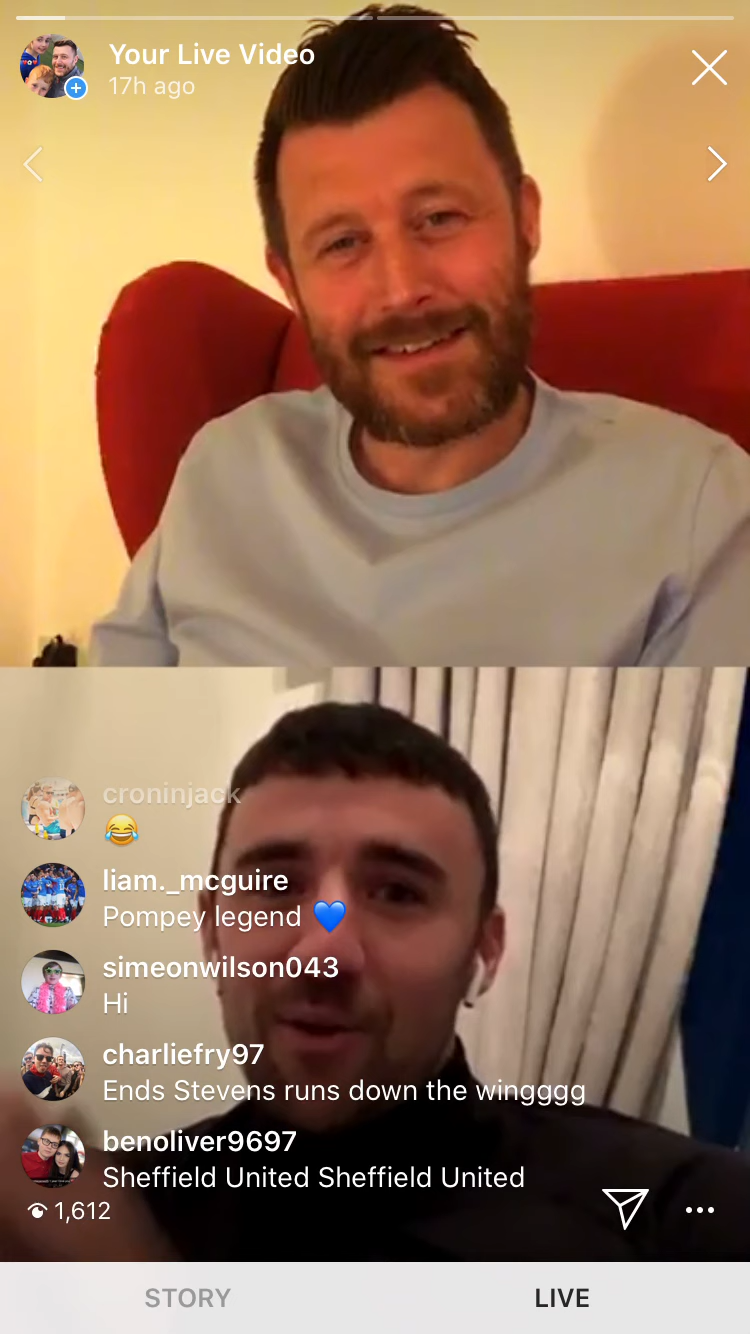 Your Live Video
17h ago
croninjack
😂
liam._mcguire
Pompey legend 💙
simeonwilson043
Hi
charliefry97
Ends Stevens runs down the wingggg
benoliver9697
Sheffield United Sheffield United
1,612
STORY
LIVE